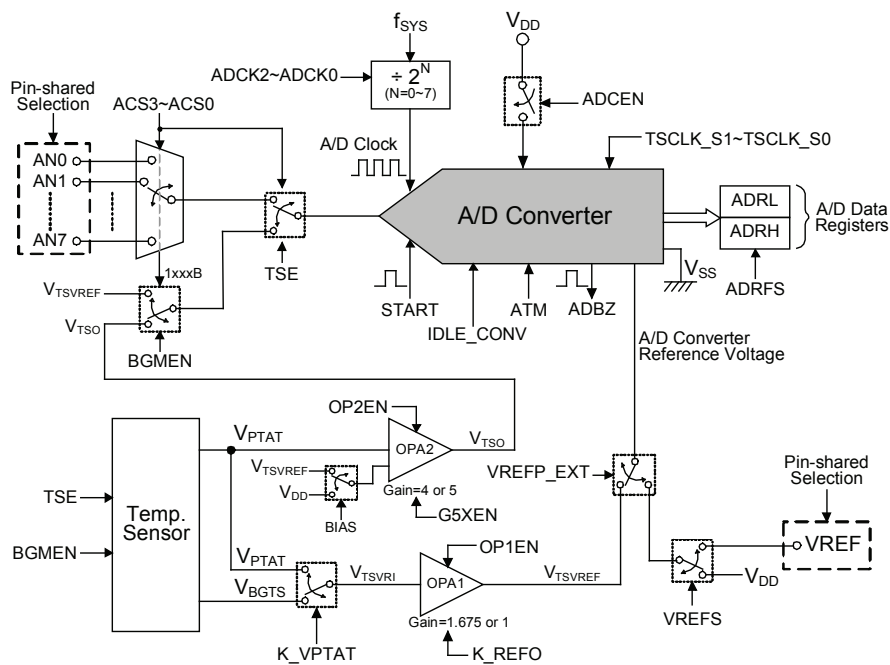 fSYS
VDD
ADCK2~ADCK0
÷ 2^N
(N=0~7)
ADCEN
Pin-shared
Selection
ACS3~ACS0
A/D Clock
TSCLK_S1~TSCLK_S0
AN0
AN1
AN7
A/D Converter
ADRL
ADRH
A/D Data
Registers
TSE
1xxxB
VTSVREF
VTSO
BGMEN
START
IDLE_CONV
ATM
ADBZ
VSS
ADRFS
A/D Converter
Reference Voltage
OP2EN
VPTAT
OPA2
VTSO
VTSVREF
VDD
BIAS
Gain=4 or 5
G5XEN
VREFP_EXT
Pin-shared
Selection
VREF
VDD
VREFS
TSE
BGMEN
Temp.
Sensor
VPTAT
VBGTS
K_VPTAT
VTSVRI
OP1EN
OPA1
VTSVREF
Gain=1.675 or 1
K_REFO